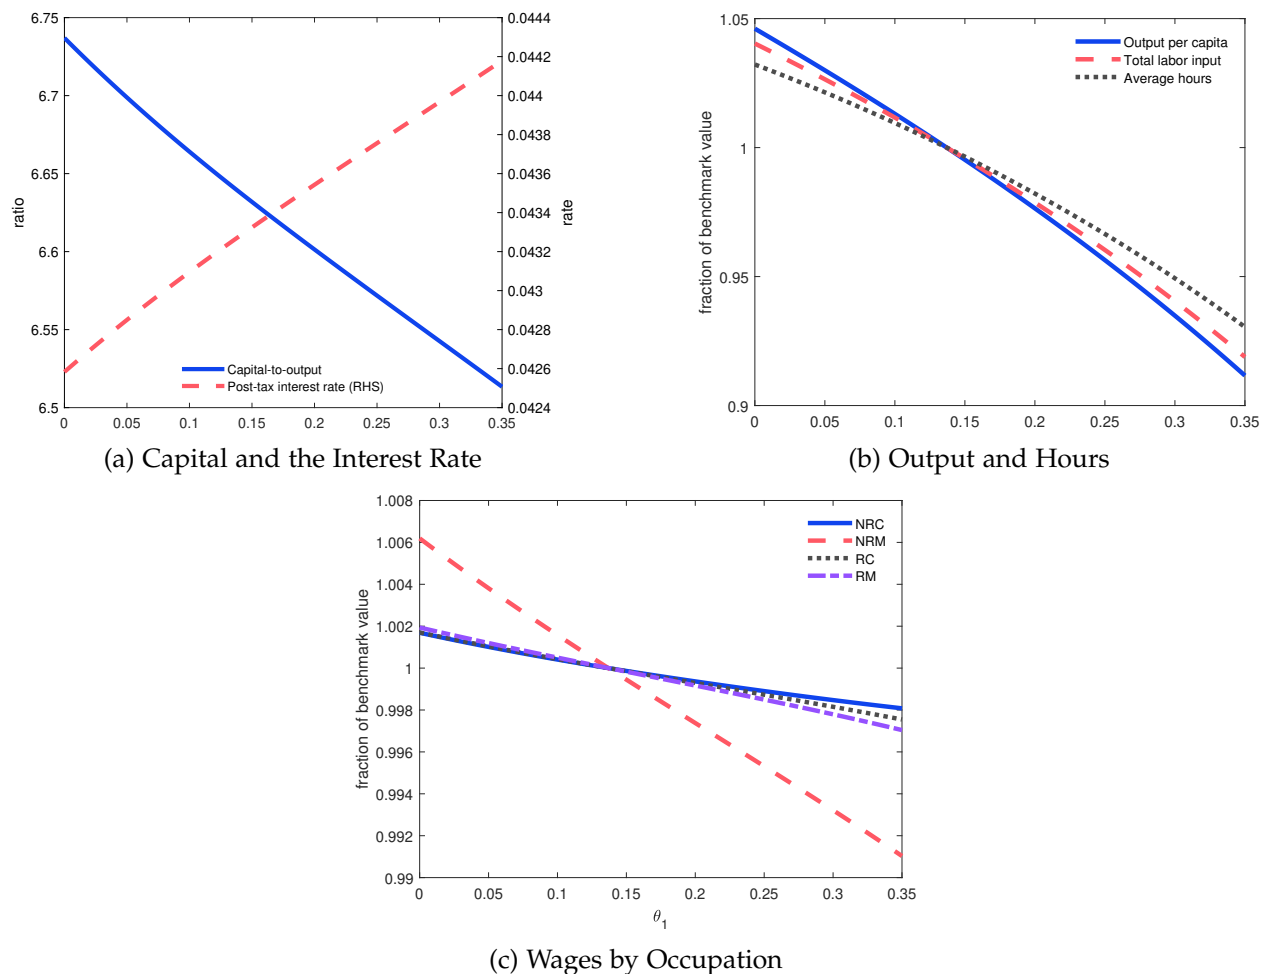 6.75
6.7
6.65
6.6
6.55
6.5
ratio
0.0444
0.0442
0.044
0.0438
0.0436
0.0434
0.0432
0.043
0.0428
0.0426
0.0424
rate
Capital-to-output
Post-tax interest rate (RHS)
0 0.05 0.1 0.15 0.2 0.25 0.3 0.35
(a) Capital and the Interest Rate
1.05
1
0.95
0.9
fraction of benchmark value
Output per capita
Total labor input
Average hours
0 0.05 0.1 0.15 0.2 0.25 0.3 0.35
(b) Output and Hours
1.008
1.006
1.004
1.002
1
0.998
0.996
0.994
0.992
0.99
fraction of benchmark value
NRC
NRM
RC
RM
0 0.05 0.1 0.15 0.2 0.25 0.3 0.35
θ₁
(c) Wages by Occupation